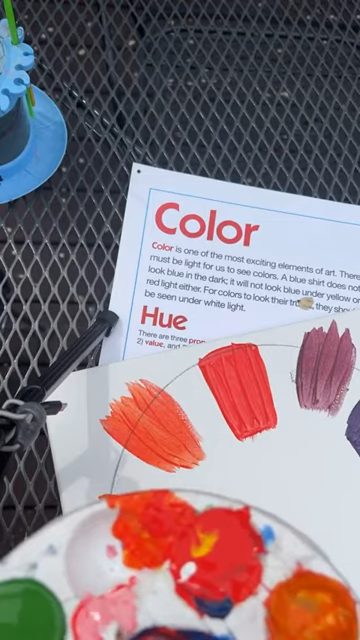 Color
Color is one of the most exciting elements of art. There
must be light for us to see colors. A blue shirt does not
look blue in the dark; it will not look blue under yellow or
red light either. For colors to look their they
be seen under white light.
Hue
There are three
2) value, and